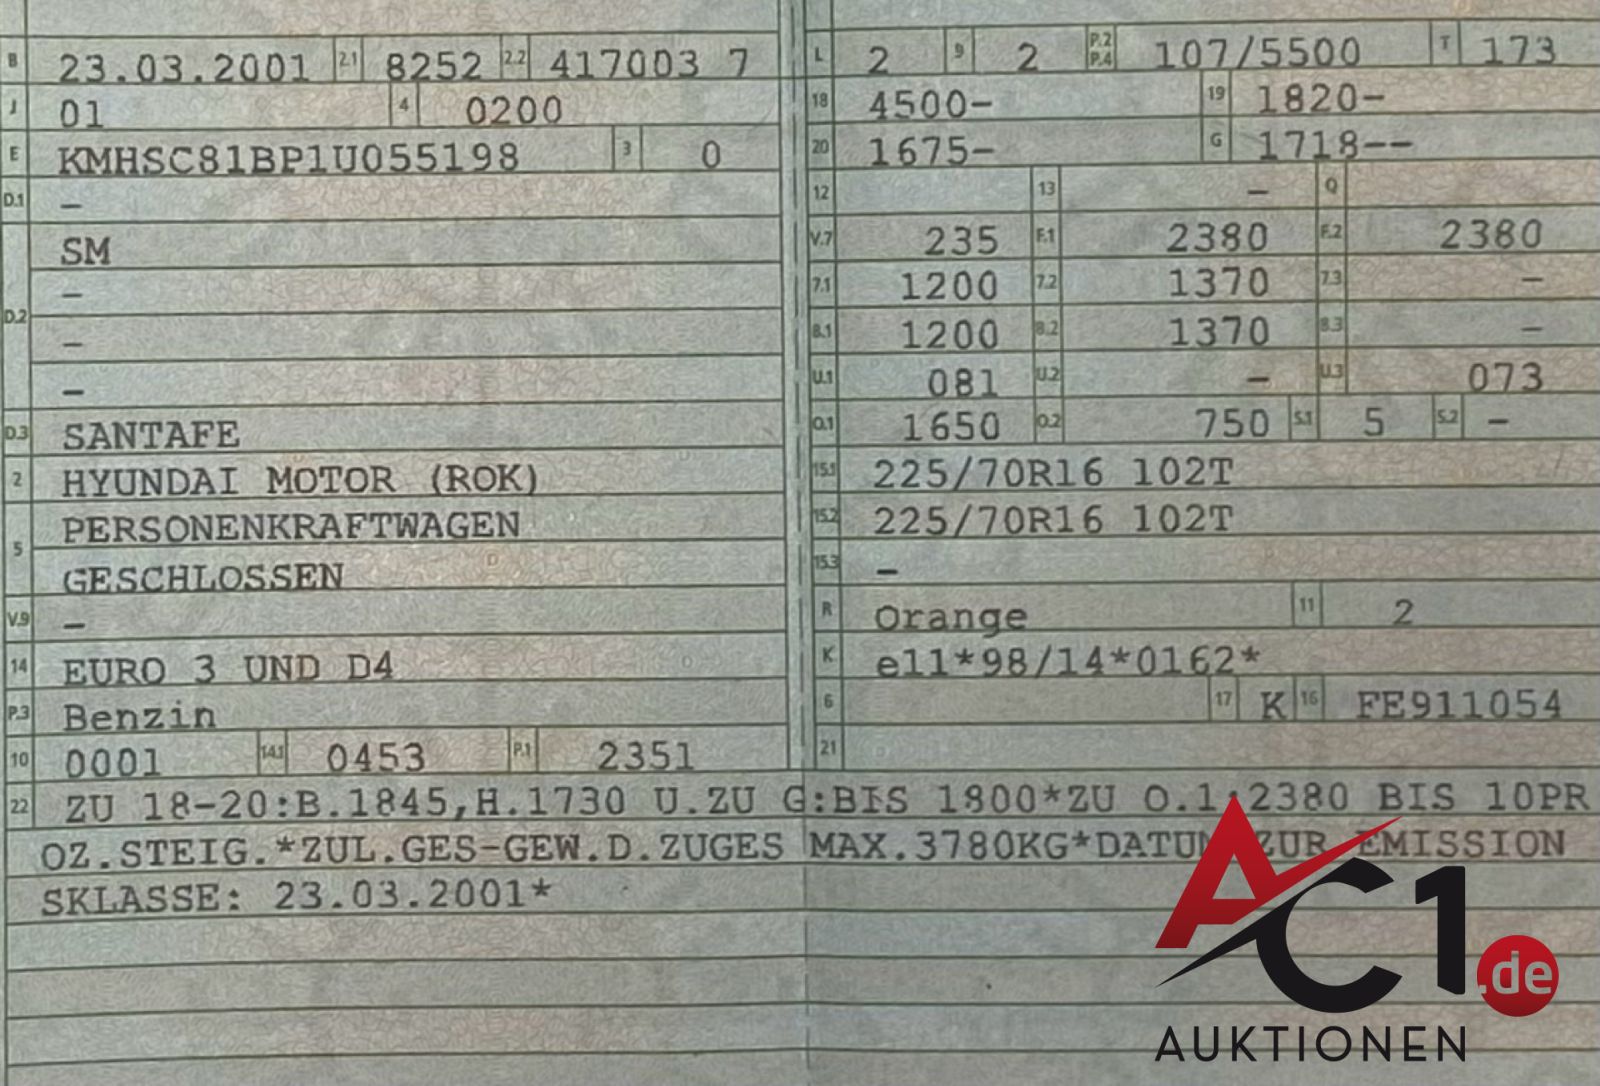 B 23.03.2001 2.1 8252 2.2 417003 7
J 01 4 0200
E KMHSC81BP1U055198 3 0
D.1 –
D.2 SM
–
–
–
D.3 SANTAFE
2 HYUNDAI MOTOR (ROK)
5 PERSONENKRAFTWAGEN
GESCHLOSSEN
V.9 –
14 EURO 3 UND D4
P.3 Benzin
10 0001 14.1 0453 P.1 2351
L 2 9 2 P.2 P.4 107/5500 T 173
18 4500– 19 1820–
20 1675– G 1718––
12 13 – Q
V.7 235 F.1 2380 F.2 2380
7.1 1200 7.2 1370 7.3 –
8.1 1200 8.2 1370 8.3 –
U.1 081 U.2 – U.3 073
O.1 1650 O.2 750 S.1 5 S.2 –
15.1 225/70R16 102T
15.2 225/70R16 102T
15.3 –
R Orange 11 2
K e11*98/14*0162*
6 17 K 16 FE911054
21
22 ZU 18-20:B.1845,H.1730 U.ZU G:BIS 1800*ZU O.1:2380 BIS 10PR
OZ.STEIG.*ZUL.GES-GEW.D.ZUGES MAX.3780KG*DATUM ZUR EMISSION
SKLASSE: 23.03.2001*
AC1.de
AUKTIONEN